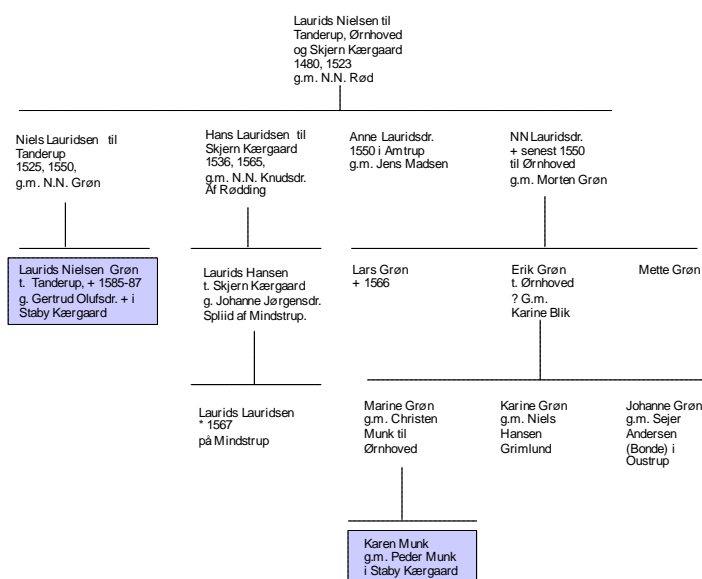 Laurids Nielsen til
Tanderup, Ørnhoved
og Skjern Kærgaard
1480, 1523
g.m. N.N. Rød
Niels Lauridsen til
Tanderup
1525, 1550,
g.m. N.N. Grøn
Hans Lauridsen til
Skjern Kærgaard
1536, 1565,
g.m. N.N. Knudsdr.
Af Rødding
Anne Lauridsdr.
1550 i Amtrup
g.m. Jens Madsen
NN Lauridsdr.
+ senest 1550
til Ørnhoved
g.m. Morten Grøn
Laurids Nielsen Grøn
t. Tanderup, + 1585-87
g. Gertrud Olufsdr. + i
Staby Kærgaard
Laurids Hansen
t. Skjern Kærgaard
g. Johanne Jørgensdr.
Spliid af Mindstrup.
Lars Grøn
+ 1566
Erik Grøn
t. Ørnhoved
? G.m.
Karine Blik
Mette Grøn
Laurids Lauridsen
* 1567
på Mindstrup
Marine Grøn
g.m. Christen
Munk til
Ørnhoved
Karine Grøn
g.m. Niels
Hansen
Grimlund
Johanne Grøn
g.m. Sejer
Andersen
(Bonde) i
Oustrup
Karen Munk
g.m. Peder Munk
i Staby Kærgaard